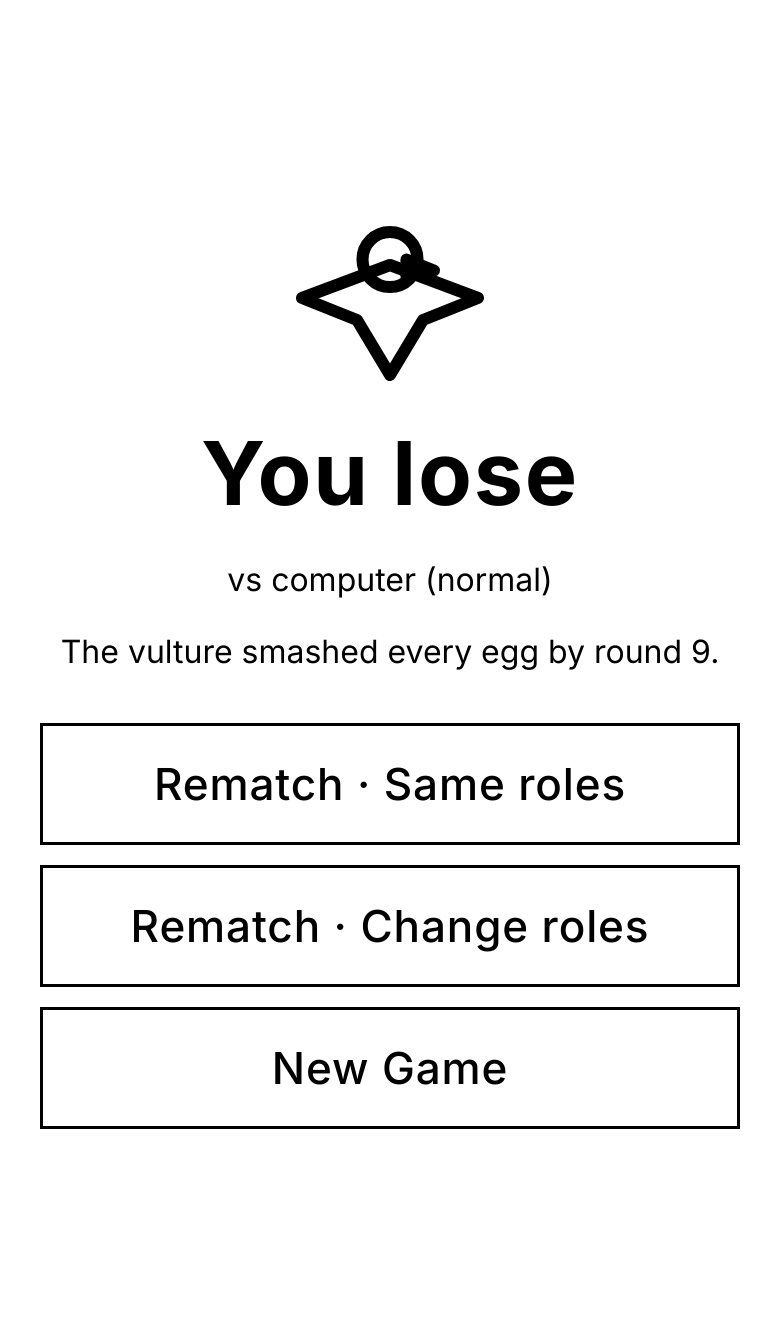 You lose
vs computer (normal)
The vulture smashed every egg by round 9.
Rematch · Same roles
Rematch · Change roles
New Game